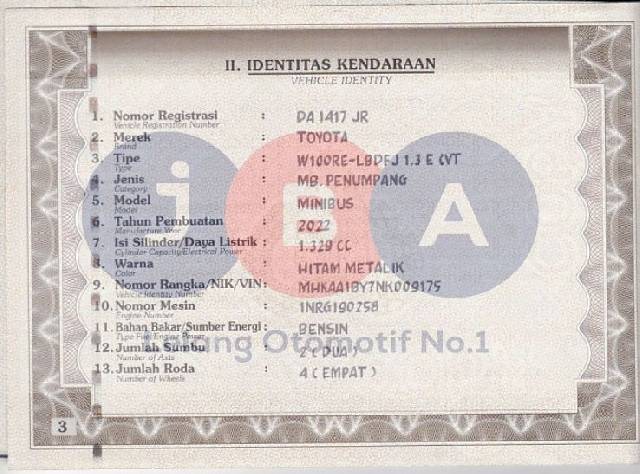 II. IDENTITAS KENDARAAN
VEHICLE IDENTITY
1. Nomor Registrasi : DA 1417 JR
Vehicle Registration Number
2. Merek : TOYOTA
Brand
3. Tipe : W100RE-LBDFJ 1.3 E CVT
Type
4. Jenis : MB. PENUMPANG
Category
5. Model : MINIBUS
Model
6. Tahun Pembuatan : 2022
Manufacture Year
7. Isi Silinder/Daya Listrik : 1.329 CC
Cylinder Capacity/Electrical Power
8. Warna : HITAM METALIK
Color
9. Nomor Rangka/NIK/VIN : MHKAA1BY7NK009175
Vehicle Identity Number
10. Nomor Mesin : 1NRG190258
Engine Number
11. Bahan Bakar/Sumber Energi : BENSIN
12. Jumlah Sumbu : 2 ( DUA )
Number of Axis
13. Jumlah Roda : 4 ( EMPAT )
Number of Wheels
3
iBA
Lelang Otomotif No.1